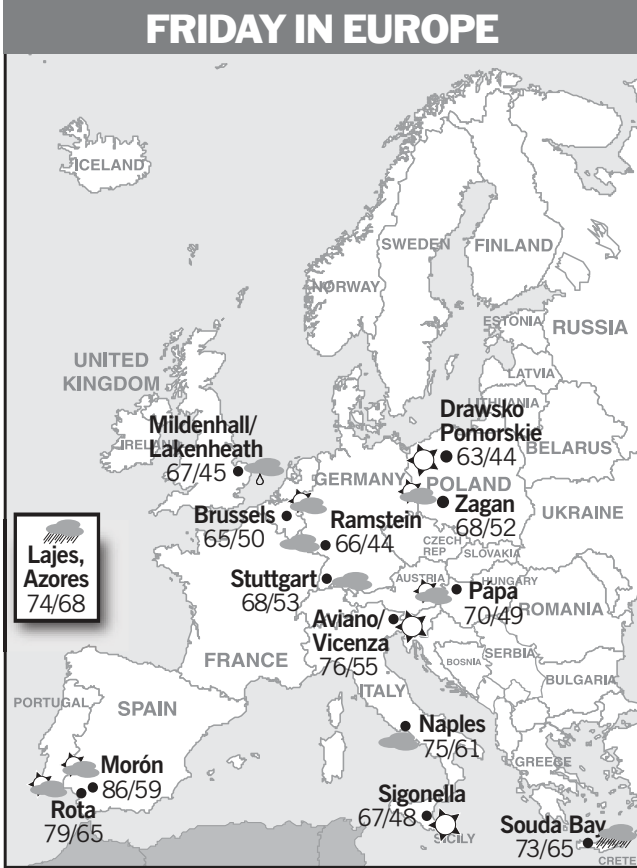 FRIDAY IN EUROPE
ICELAND
SWEDEN
FINLAND
NORWAY
ESTONIA
RUSSIA
LATVIA
LITHUANIA
UNITED
KINGDOM
IRELAND
Mildenhall/
Lakenheath
67/45
Drawsko
Pomorskie
63/44
BELARUS
GERMANY
POLAND
Zagan
68/52
UKRAINE
Brussels
65/50
Ramstein
66/44
Lajes,
Azores
74/68
CZECH
REP
SLOVAKIA
Stuttgart
68/53
AUSTRIA
HUNGARY
Pápa
70/49
ROMANIA
Aviano/
Vicenza
76/55
FRANCE
BOSNIA
SERBIA
BULGARIA
ITALY
PORTUGAL
SPAIN
Naples
75/61
Morón
86/59
Rota
79/65
GREECE
Sigonella
67/48
SICILY
Souda Bay
73/65
CRETE